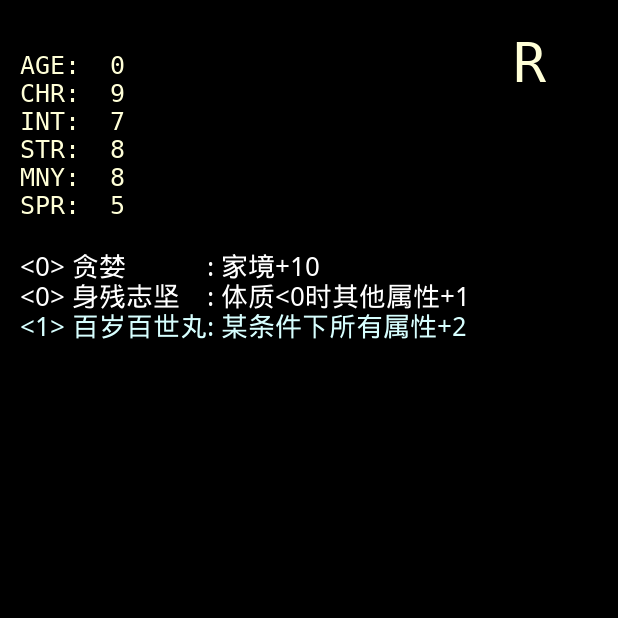 R
AGE: 0
CHR: 9
INT: 7
STR: 8
MNY: 8
SPR: 5
<0> 贪婪 : 家境+10
<0> 身残志坚 : 体质<0时其他属性+1
<1> 百岁百世丸: 某条件下所有属性+2